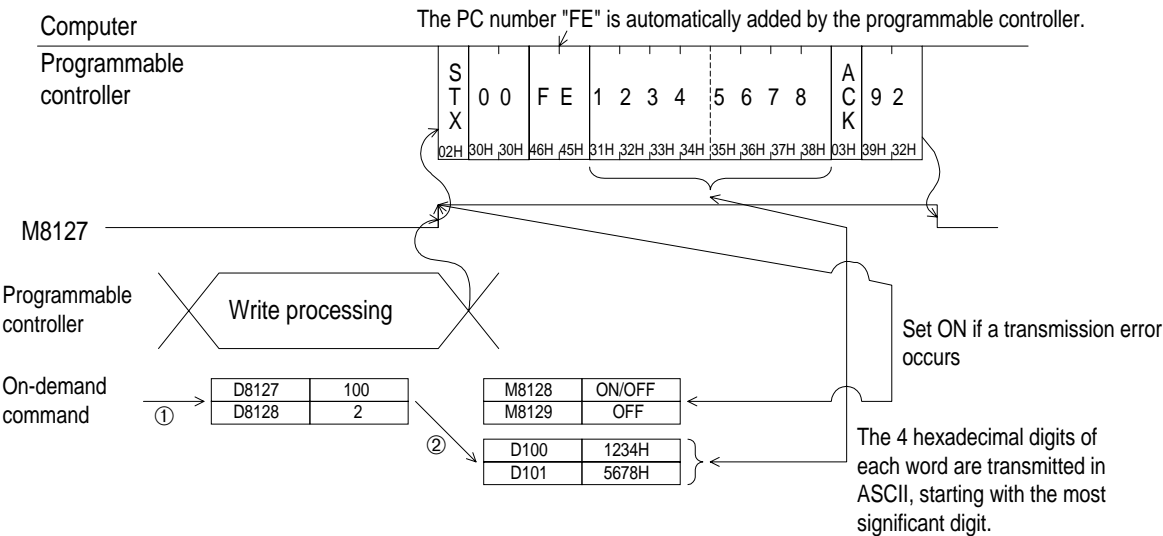 Computer
The PC number "FE" is automatically added by the programmable controller.
Programmable
controller
STX 0 0 F E 1 2 3 4 5 6 7 8 ACK 9 2
02H 30H 30H 46H 45H 31H 32H 33H 34H 35H 36H 37H 38H 03H 39H 32H
M8127
Programmable
controller
Write processing
Set ON if a transmission error
occurs
On-demand
command
①
D8127 100
D8128 2
②
M8128 ON/OFF
M8129 OFF
D100 1234H
D101 5678H
The 4 hexadecimal digits of
each word are transmitted in
ASCII, starting with the most
significant digit.